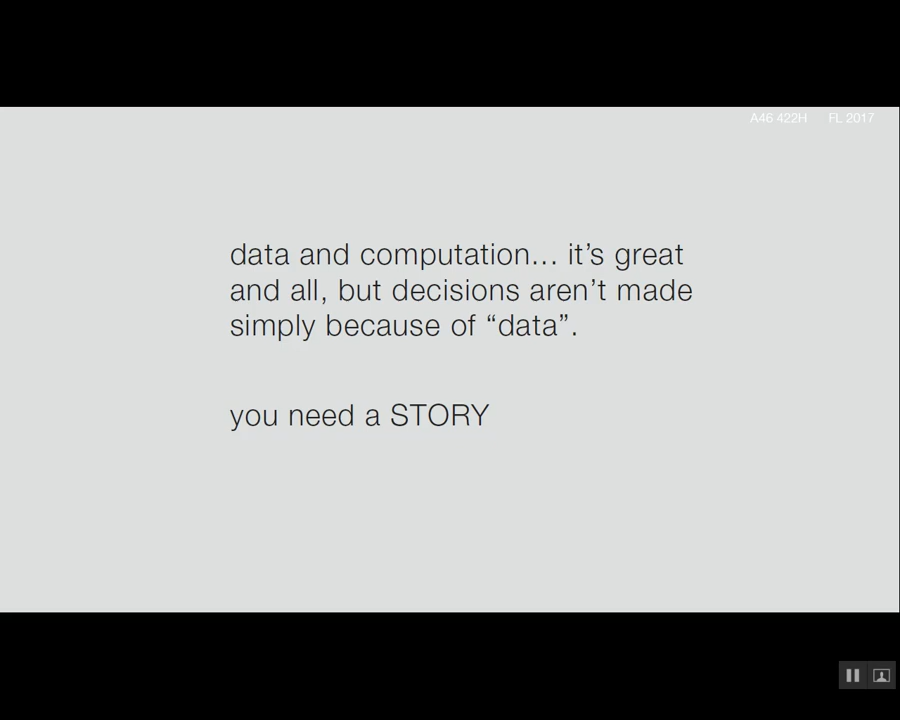 A46 422H FL 2017
data and computation... it’s great
and all, but decisions aren’t made
simply because of “data”.
you need a STORY